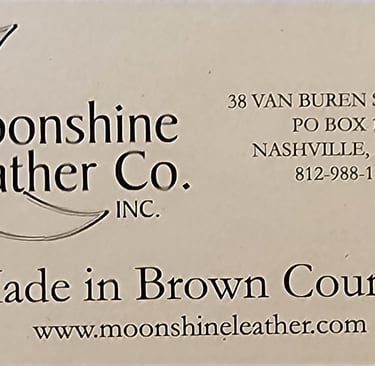 oonshine
ather Co.
INC.
38 VAN BUREN S
PO BOX
NASHVILLE,
812-988-1
Made in Brown Coun
www.moonshineleather.com